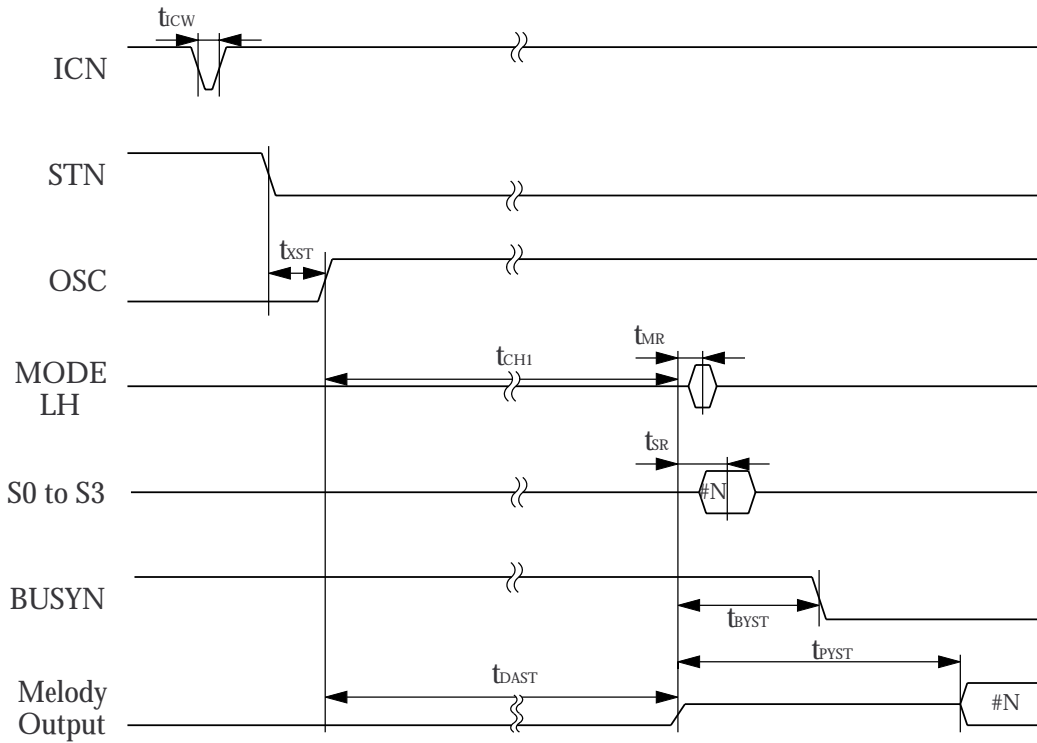 tICW
ICN
STN
tXST
OSC
tMR
tCH1
MODE
LH
tSR
S0 to S3
#N
BUSYN
tBYST
tPYST
tDAST
Melody
Output
#N